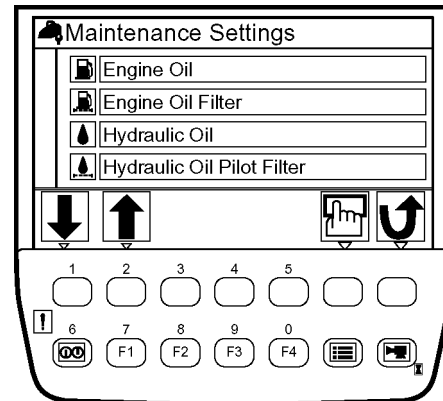 Maintenance Settings
Engine Oil
Engine Oil Filter
Hydraulic Oil
Hydraulic Oil Pilot Filter
1 2 3 4 5
6 7 8 9 0
F1 F2 F3 F4